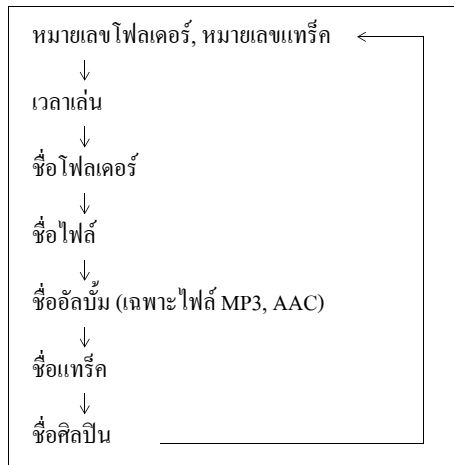 หมายเลขโฟลเดอร์, หมายเลขแทร็ค
เวลาเล่น
ชื่อโฟลเดอร์
ชื่อไฟล์
ชื่ออัลบั้ม (เฉพาะไฟล์ MP3, AAC)
ชื่อแทร็ค
ชื่อศิลปิน